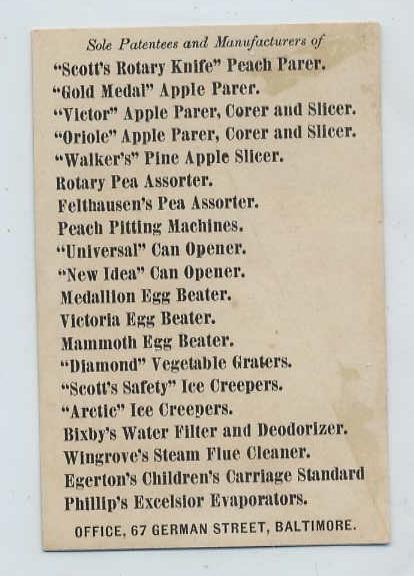 Sole Patentees and Manufacturers of
"Scott's Rotary Knife" Peach Parer.
"Gold Medal" Apple Parer.
"Victor" Apple Parer, Corer and Slicer.
"Oriole" Apple Parer, Corer and Slicer.
"Walker's" Pine Apple Slicer.
Rotary Pea Assorter.
Felthausen's Pea Assorter.
Peach Pitting Machines.
"Universal" Can Opener.
"New Idea" Can Opener.
Medallion Egg Beater.
Victoria Egg Beater.
Mammoth Egg Beater.
"Diamond" Vegetable Graters.
"Scott's Safety" Ice Creepers.
"Arctic" Ice Creepers.
Bixby's Water Filter and Deodorizer.
Wingrove's Steam Flue Cleaner.
Egerton's Children's Carriage Standard
Phillip's Excelsior Evaporators.
OFFICE, 67 GERMAN STREET, BALTIMORE.